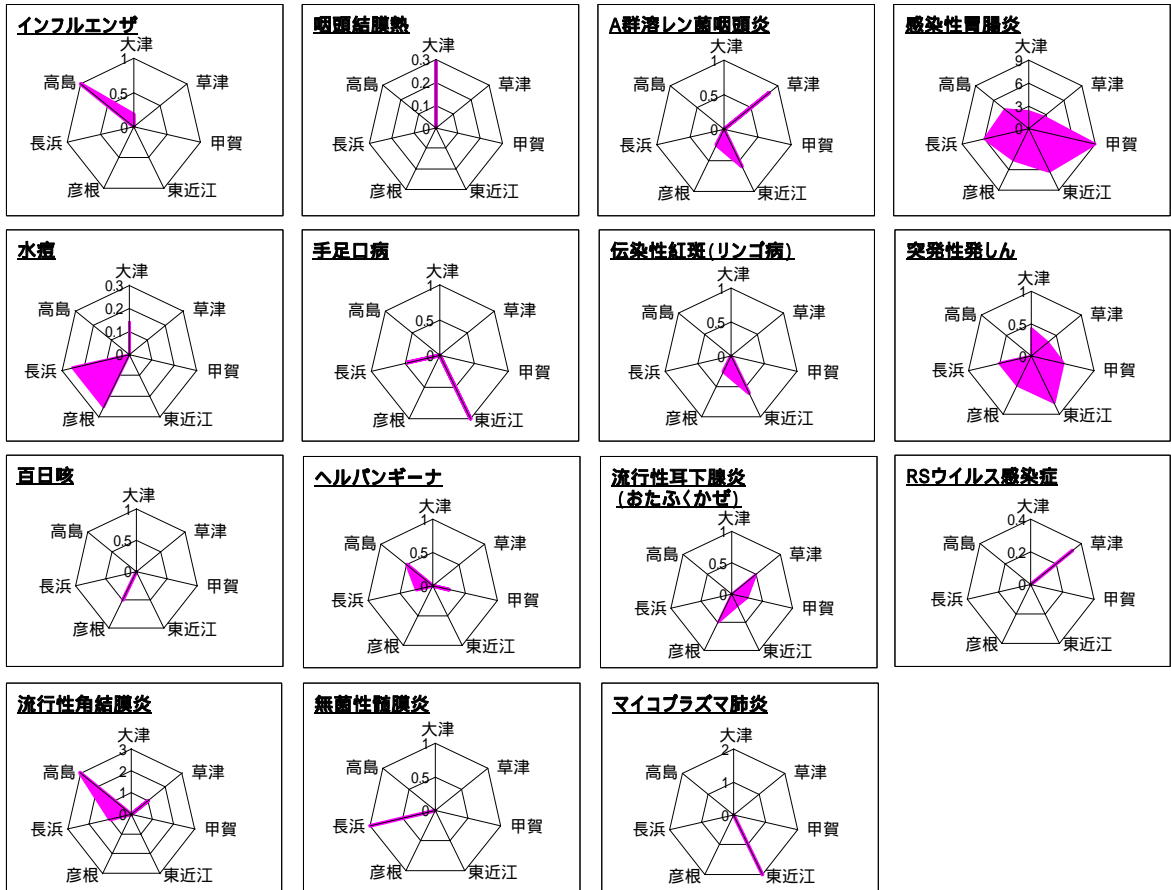 インフルエンザ
大津
1
高島
草津
0.5
0
長浜
甲賀
彦根
東近江
咽頭結膜熱
大津
0.3
高島
0.2
草津
0.1
0
長浜
甲賀
彦根
東近江
A群溶レン菌咽頭炎
大津
1
高島
草津
0.5
0
長浜
甲賀
彦根
東近江
感染性胃腸炎
大津
9
高島
6
草津
3
0
長浜
甲賀
彦根
東近江
水痘
大津
0.3
高島
0.2
草津
0.1
0
長浜
甲賀
彦根
東近江
手足口病
大津
1
高島
草津
0.5
0
長浜
甲賀
彦根
東近江
伝染性紅斑(リンゴ病)
大津
1
高島
草津
0.5
0
長浜
甲賀
彦根
東近江
突発性発しん
大津
1
高島
草津
0.5
0
長浜
甲賀
彦根
東近江
百日咳
大津
1
高島
草津
0.5
0
長浜
甲賀
彦根
東近江
ヘルパンギーナ
大津
1
高島
草津
0.5
0
長浜
甲賀
彦根
東近江
流行性耳下腺炎
(おたふくかぜ)
大津
1
高島
草津
0.5
0
長浜
甲賀
彦根
東近江
RSウイルス感染症
大津
0.4
高島
草津
0.2
0
長浜
甲賀
彦根
東近江
流行性角結膜炎
大津
3
高島
2
草津
1
0
長浜
甲賀
彦根
東近江
無菌性髄膜炎
大津
1
高島
草津
0.5
0
長浜
甲賀
彦根
東近江
マイコプラズマ肺炎
大津
2
高島
草津
1
0
長浜
甲賀
彦根
東近江